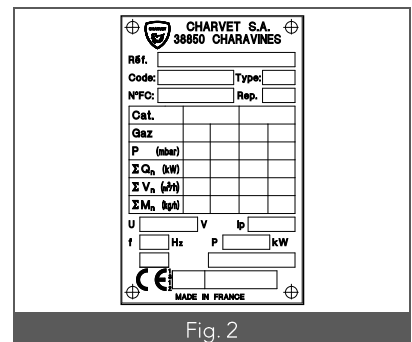 CHARVET S.A.
38850 CHARAVINES
Réf.
Code: Type:
N°FC: Rep.
Cat.
Gaz
P (mbar)
ΣQn (kW)
ΣVn (m³/h)
ΣMn (kg/h)
U V Ip
f Hz P kW
CE 1312
MADE IN FRANCE
Fig. 2